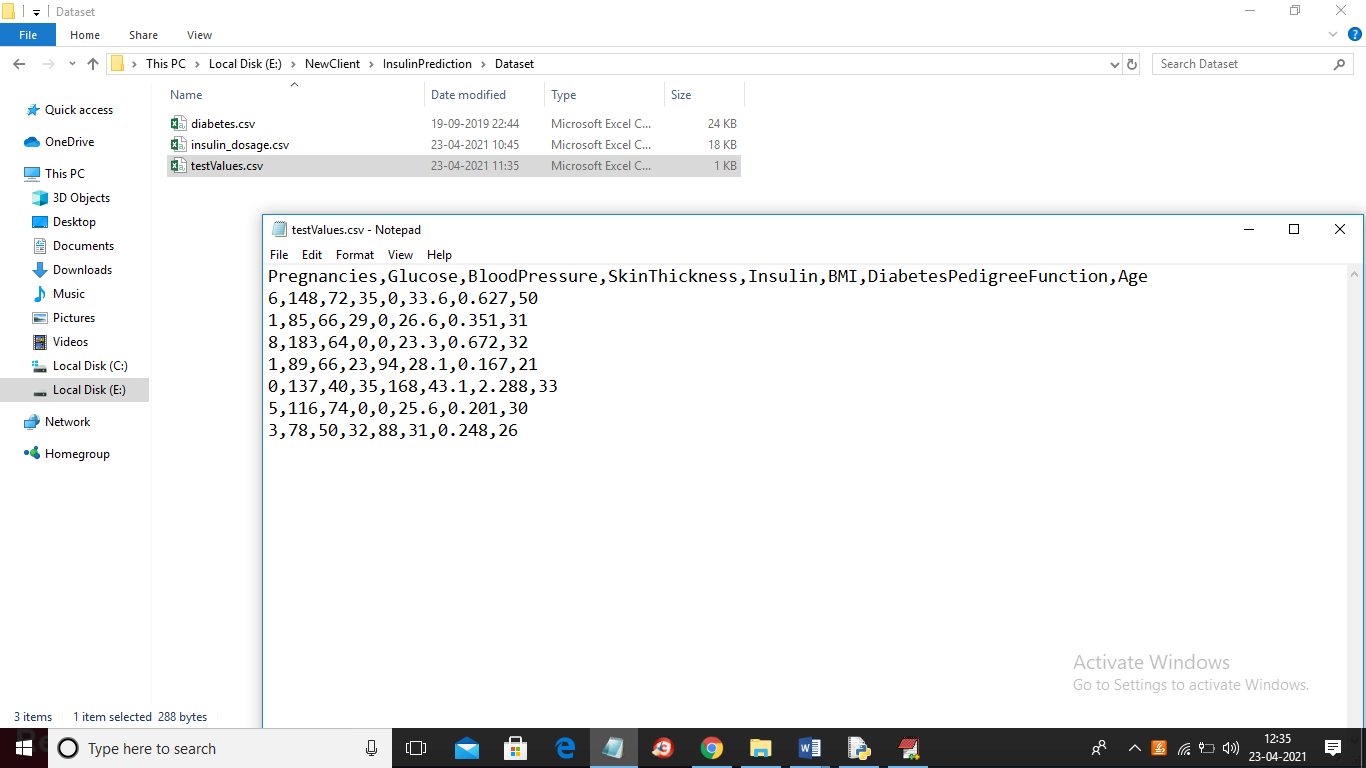 Dataset
File Home Share View
This PC Local Disk (E:) NewClient InsulinPrediction Dataset Search Dataset
Name Date modified Type Size
diabetes.csv 19-09-2019 22:44 Microsoft Excel C... 24 KB
insulin_dosage.csv 23-04-2021 10:45 Microsoft Excel C... 18 KB
testValues.csv 23-04-2021 11:35 Microsoft Excel C... 1 KB
Quick access
OneDrive
This PC
3D Objects
Desktop
Documents
Downloads
Music
Pictures
Videos
Local Disk (C:)
Local Disk (E:)
Network
Homegroup
testValues.csv - Notepad
File Edit Format View Help
Pregnancies,Glucose,BloodPressure,SkinThickness,Insulin,BMI,DiabetesPedigreeFunction,Age
6,148,72,35,0,33.6,0.627,50
1,85,66,29,0,26.6,0.351,31
8,183,64,0,0,23.3,0.672,32
1,89,66,23,94,28.1,0.167,21
0,137,40,35,168,43.1,2.288,33
5,116,74,0,0,25.6,0.201,30
3,78,50,32,88,31,0.248,26
Activate Windows
Go to Settings to activate Windows.
3 items 1 item selected 288 bytes
Type here to search
12:35
23-04-2021